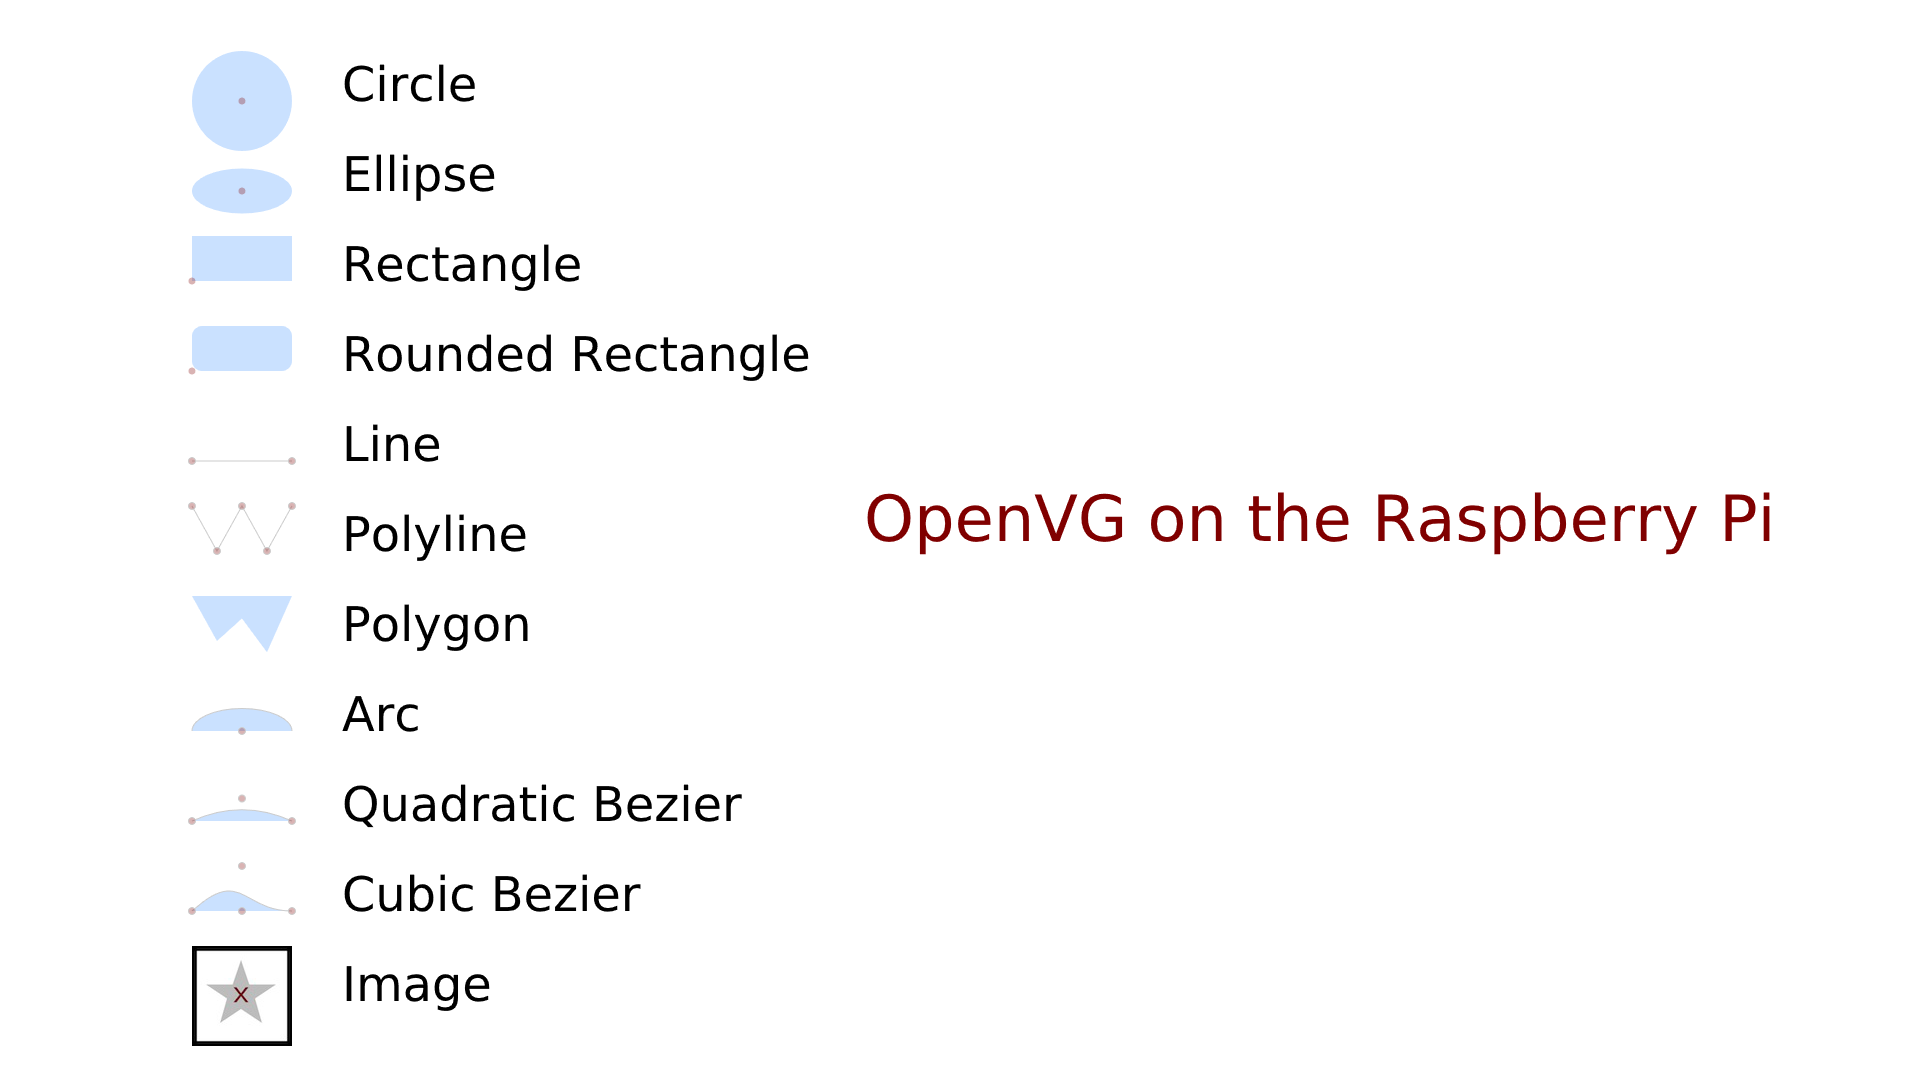 Circle
Ellipse
Rectangle
Rounded Rectangle
Line
Polyline
OpenVG on the Raspberry Pi
Polygon
Arc
Quadratic Bezier
Cubic Bezier
X
Image